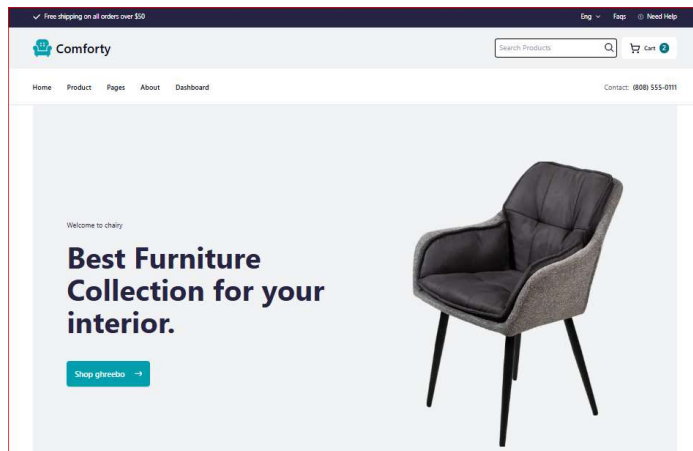 Free shipping on all orders over $50
Eng Faqs Need Help
Comforty
Search Products
Cart 2
Home Product Pages About Dashboard
Contact: (808) 555-0111
Welcome to chairy
Best Furniture
Collection for your
interior.
Shop ghreebo →